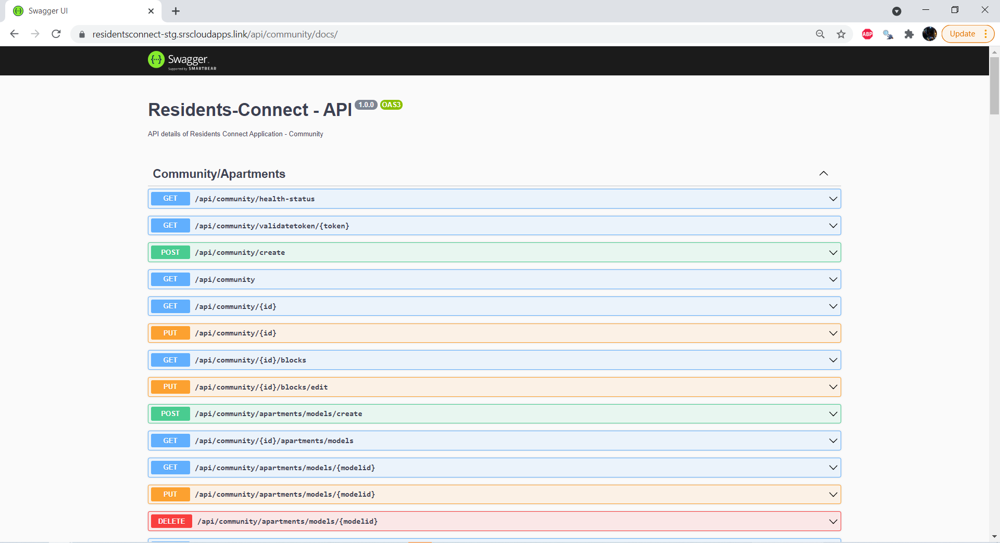 Swagger UI
residentsconnect-stg.srscloudapps.link/api/community/docs/
ABP
Update
Swagger
Supported by SMARTBEAR
Residents-Connect - API 1.0.0 OAS3
API details of Residents Connect Application - Community
Community/Apartments
GET /api/community/health-status
GET /api/community/validatetoken/{token}
POST /api/community/create
GET /api/community
GET /api/community/{id}
PUT /api/community/{id}
GET /api/community/{id}/blocks
PUT /api/community/{id}/blocks/edit
POST /api/community/apartments/models/create
GET /api/community/{id}/apartments/models
GET /api/community/apartments/models/{modelid}
PUT /api/community/apartments/models/{modelid}
DELETE /api/community/apartments/models/{modelid}